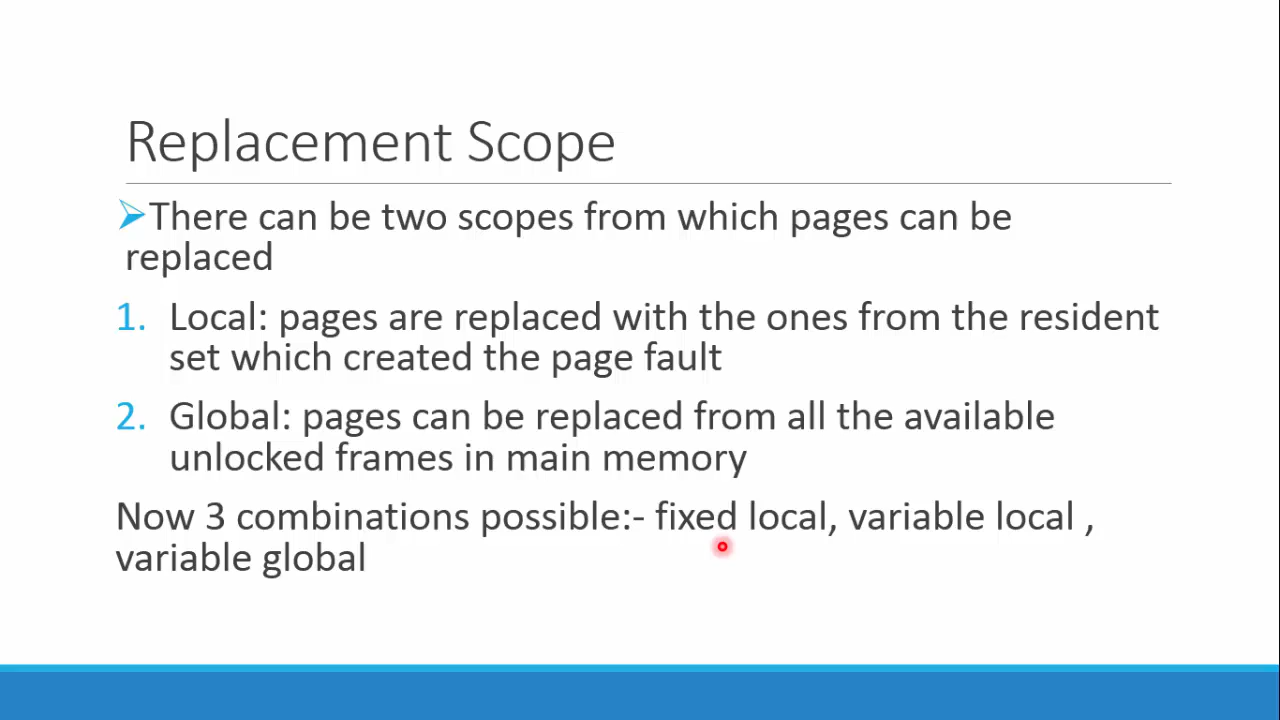 Replacement Scope
➢There can be two scopes from which pages can be
replaced
1. Local: pages are replaced with the ones from the resident
set which created the page fault
2. Global: pages can be replaced from all the available
unlocked frames in main memory
Now 3 combinations possible:- fixed local, variable local ,
variable global